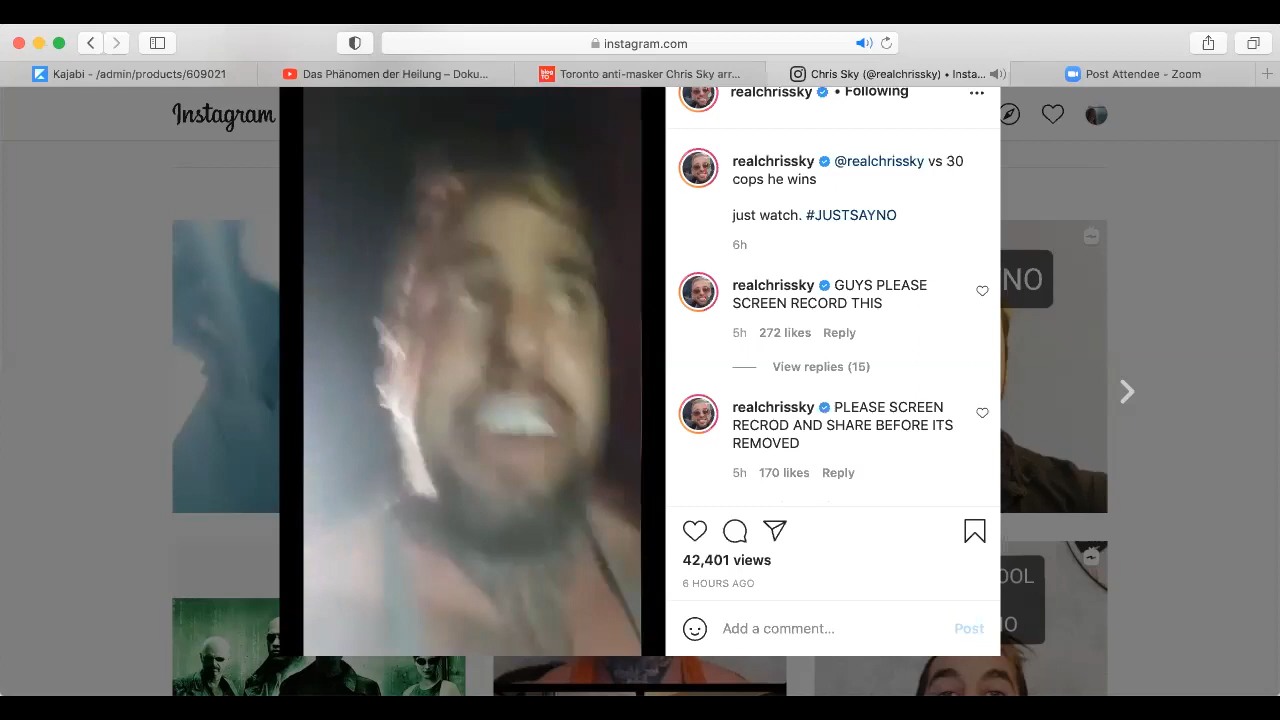 instagram.com
Kajabi - /admin/products/609021
Das Phänomen der Heilung – Doku...
blog
TO
Toronto anti-masker Chris Sky arr...
Chris Sky (@realchrissky) • Insta...
Post Attendee - Zoom
Instagram
realchrissky • Following
realchrissky @realchrissky vs 30
cops he wins
just watch. #JUSTSAYNO
6h
realchrissky GUYS PLEASE
SCREEN RECORD THIS
5h 272 likes Reply
View replies (15)
realchrissky PLEASE SCREEN
RECROD AND SHARE BEFORE ITS
REMOVED
5h 170 likes Reply
42,401 views
6 HOURS AGO
Add a comment...
Post
NO
OOL